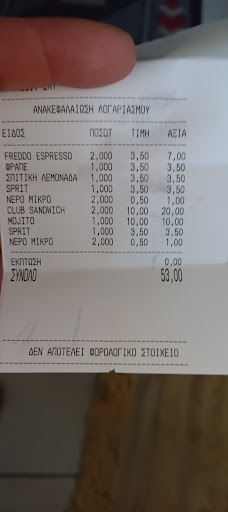 ΑΝΑΚΕΦΑΛΑΙΩΣΗ ΛΟΓΑΡΙΑΣΜΟΥ
ΕΙΔΟΣ ΠΟΣΟΤ ΤΙΜΗ ΑΞΙΑ
FREDDO ESPRESSO 2,000 3,50 7,00
ΦΡΑΠΕ 1,000 3,50 3,50
ΣΠΙΤΙΚΗ ΛΕΜΟΝΑΔΑ 1,000 3,50 3,50
SPRIT 1,000 3,50 3,50
ΝΕΡΟ ΜΙΚΡΟ 2,000 0,50 1,00
CLUB SANDWICH 2,000 10,00 20,00
MOJITO 1,000 10,00 10,00
SPRIT 1,000 3,50 3,50
ΝΕΡΟ ΜΙΚΡΟ 2,000 0,50 1,00
ΕΚΠΤΩΣΗ 0,00
ΣΥΝΟΛΟ 53,00
ΔΕΝ ΑΠΟΤΕΛΕΙ ΦΟΡΟΛΟΓΙΚΟ ΣΤΟΙΧΕΙΟ